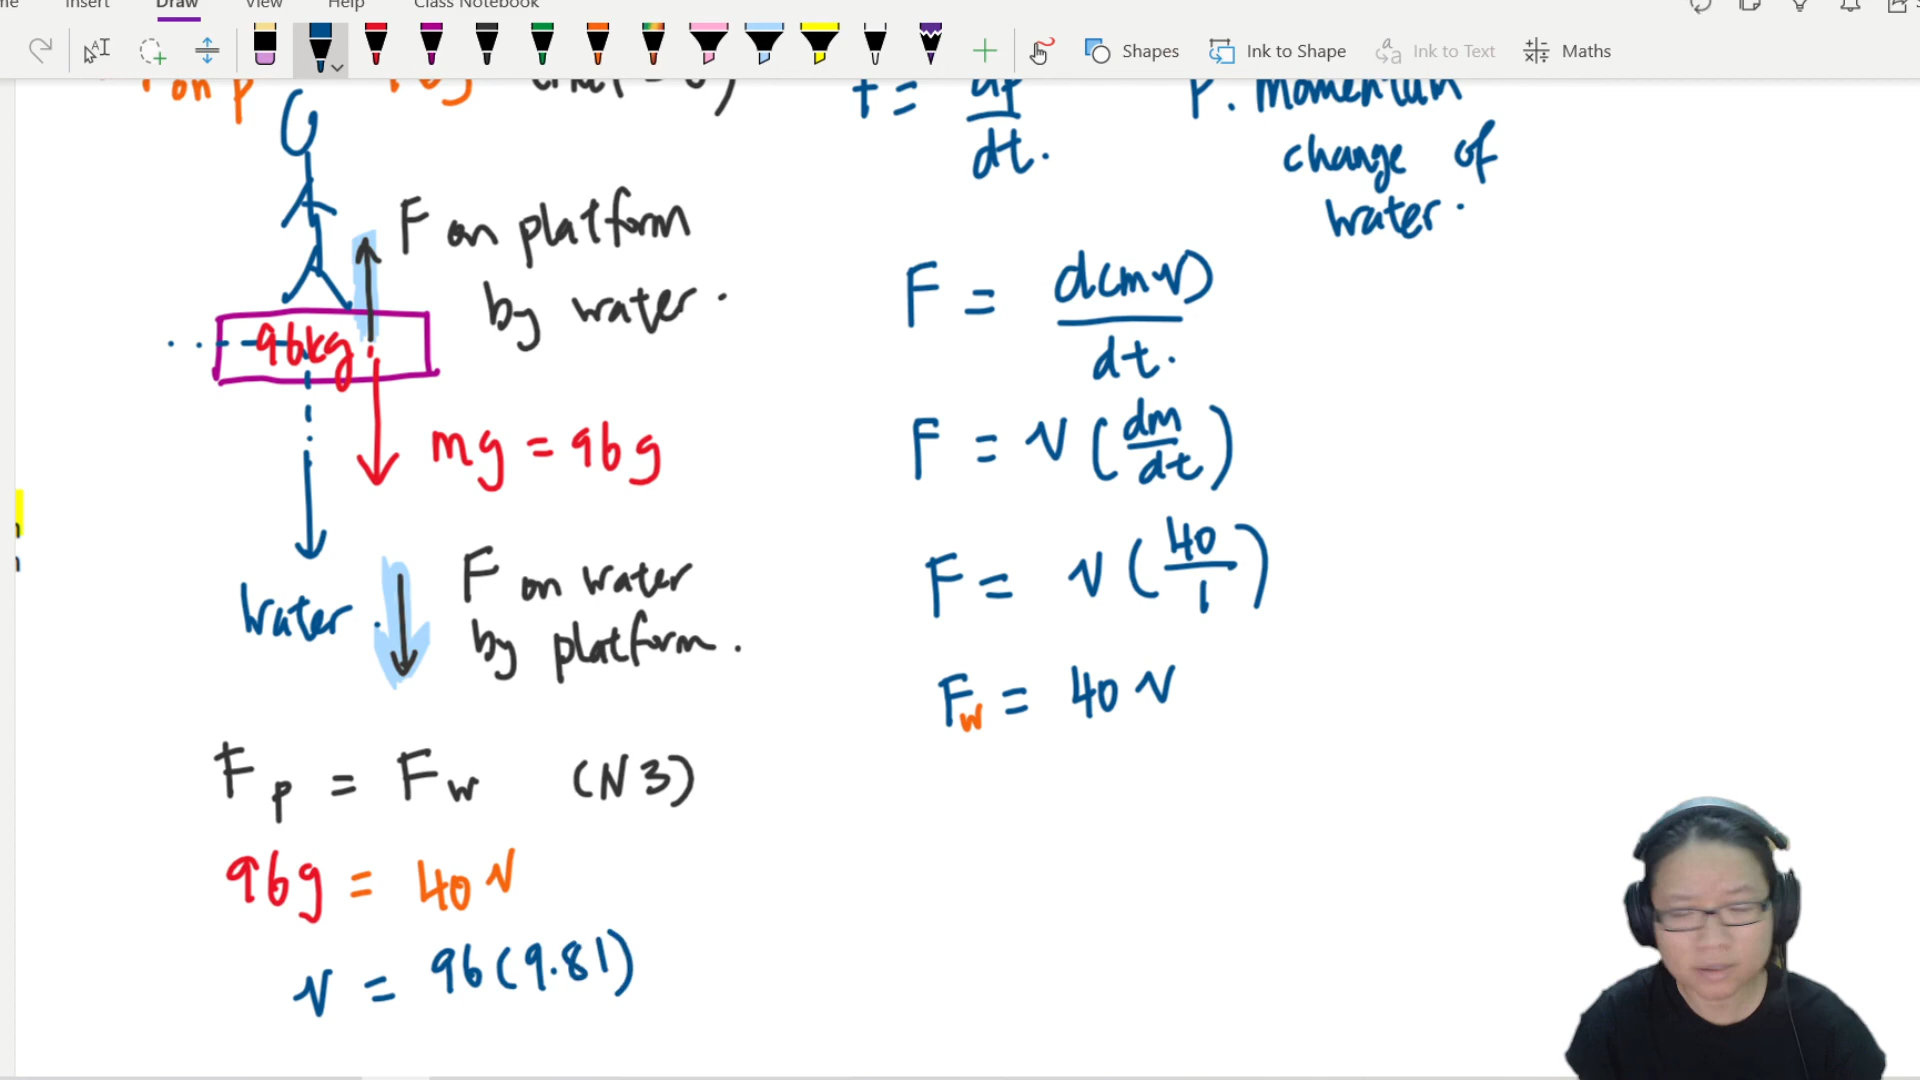 Insert Draw View Help Class Notebook
Shapes Ink to Shape Ink to Text Maths
on p
dt.
P. Momentum
change of
water.
F on platform
by water.
96kg
mg = 96g
water.
F on water
by platform.
Fp = Fw (N3)
96g = 40v
v = 96(9.81)
F = d(mv)
dt.
F = v(dm
dt)
F = v(40
1)
Fw = 40v